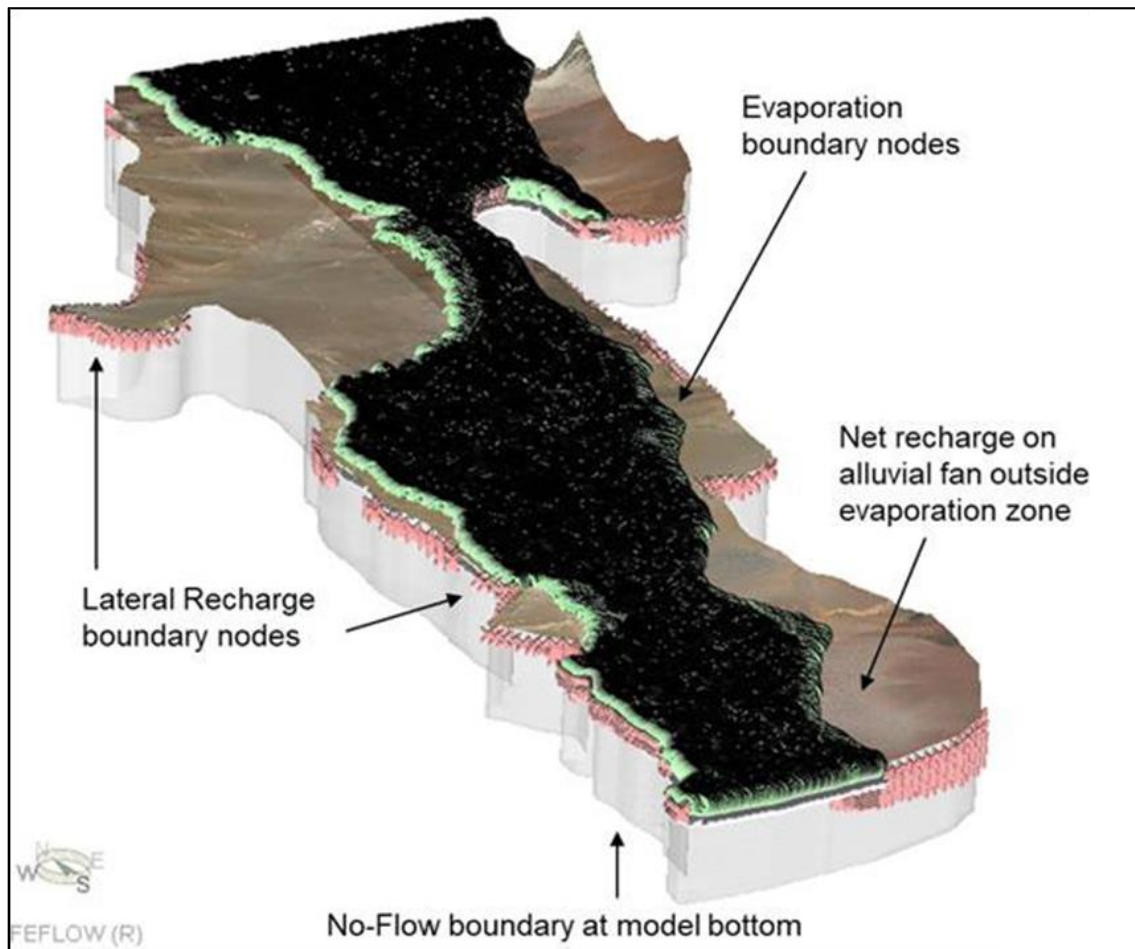 Evaporation
boundary nodes
Net recharge on
alluvial fan outside
evaporation zone
Lateral Recharge
boundary nodes
No-Flow boundary at model bottom
N
W
E
S
FEFLOW (R)